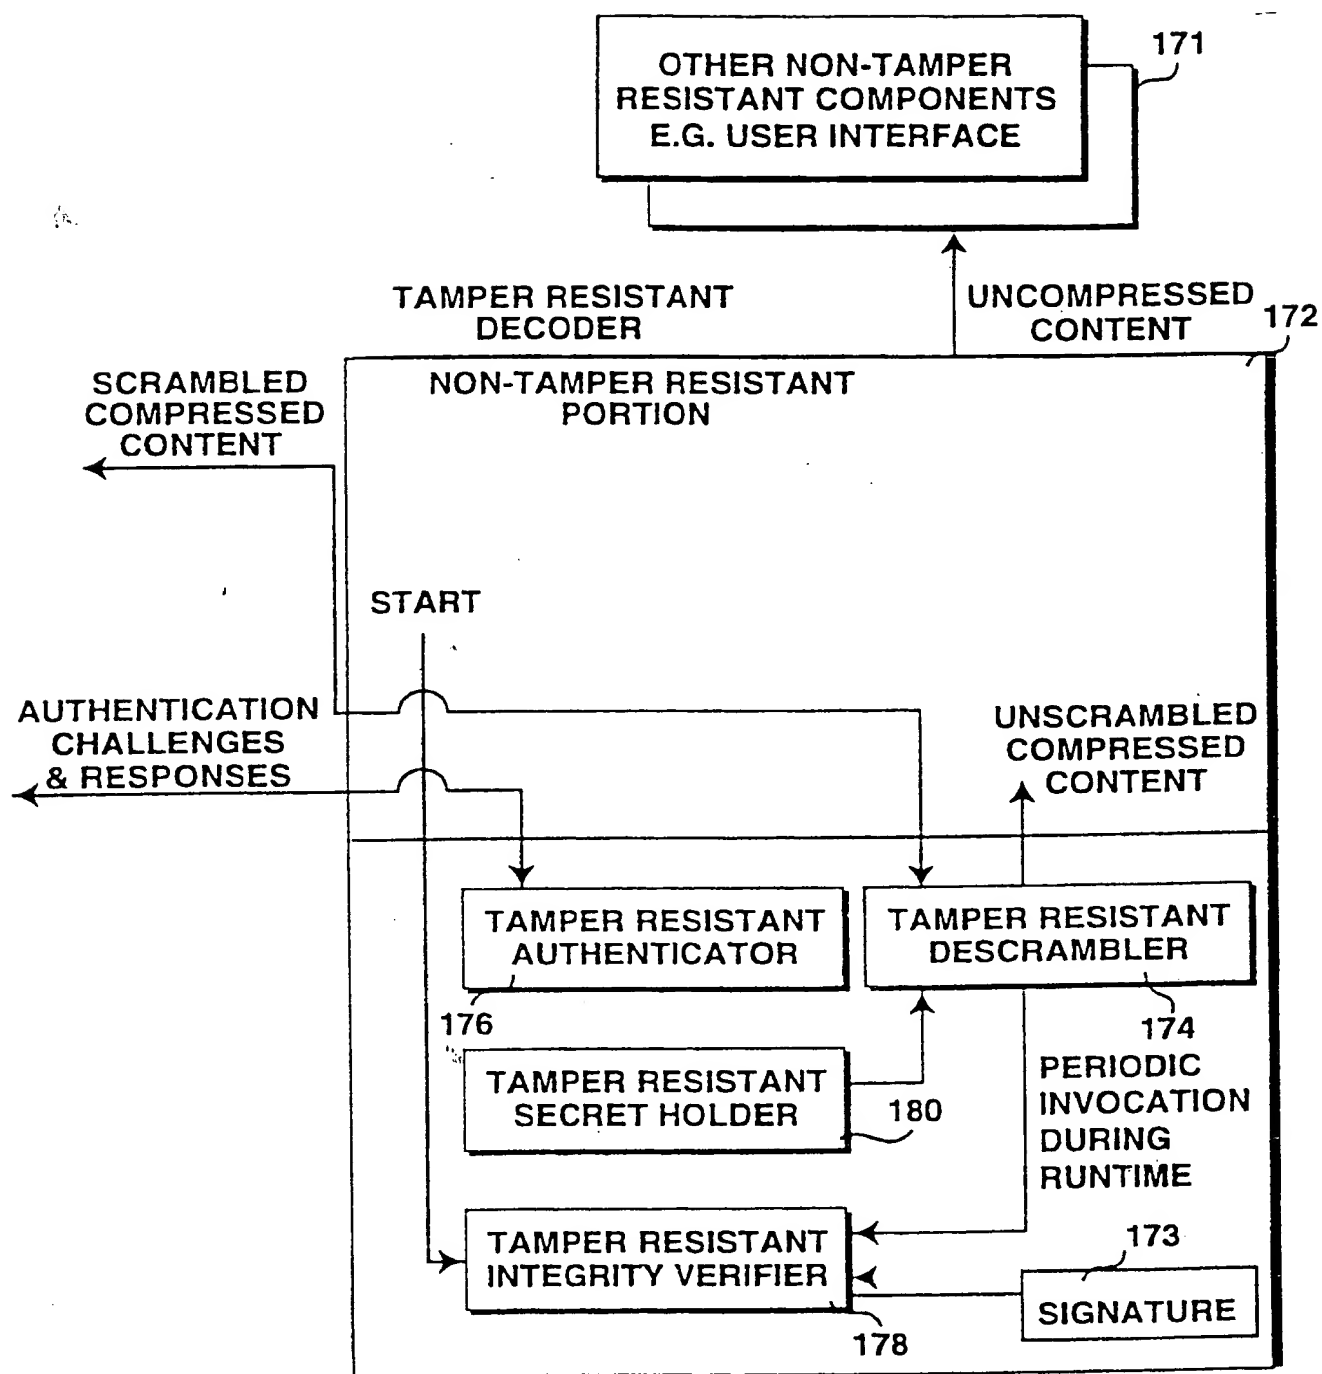 171
OTHER NON-TAMPER
RESISTANT COMPONENTS
E.G. USER INTERFACE
TAMPER RESISTANT
DECODER
UNCOMPRESSED
CONTENT
172
SCRAMBLED
COMPRESSED
CONTENT
NON-TAMPER RESISTANT
PORTION
START
AUTHENTICATION
CHALLENGES
& RESPONSES
UNSCRAMBLED
COMPRESSED
CONTENT
TAMPER RESISTANT
AUTHENTICATOR
176
TAMPER RESISTANT
DESCRAMBLER
174
TAMPER RESISTANT
SECRET HOLDER
180
PERIODIC
INVOCATION
DURING
RUNTIME
TAMPER RESISTANT
INTEGRITY VERIFIER
178
173
SIGNATURE